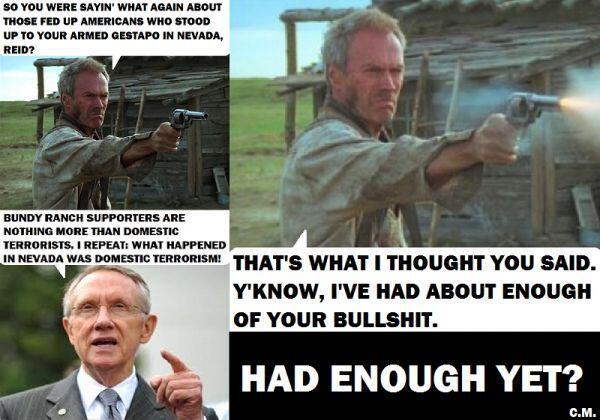 SO YOU WERE SAYIN' WHAT AGAIN ABOUT
THOSE FED UP AMERICANS WHO STOOD
UP TO YOUR ARMED GESTAPO IN NEVADA,
REID?
BUNDY RANCH SUPPORTERS ARE
NOTHING MORE THAN DOMESTIC
TERRORISTS. I REPEAT: WHAT HAPPENED
IN NEVADA WAS DOMESTIC TERRORISM!
THAT'S WHAT I THOUGHT YOU SAID.
Y'KNOW, I'VE HAD ABOUT ENOUGH
OF YOUR BULLSHIT.
HAD ENOUGH YET?
C.M.